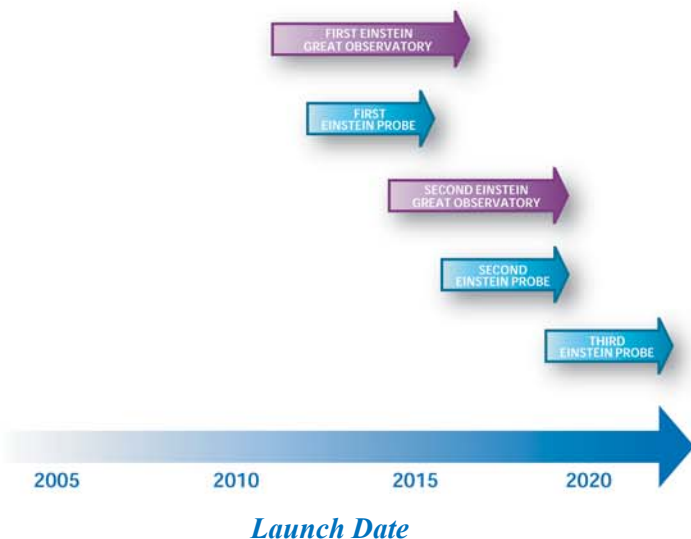 FIRST EINSTEIN
GREAT OBSERVATORY
FIRST
EINSTEIN PROBE
SECOND EINSTEIN
GREAT OBSERVATORY
SECOND
EINSTEIN PROBE
THIRD
EINSTEIN PROBE
2005 2010 2015 2020
Launch Date